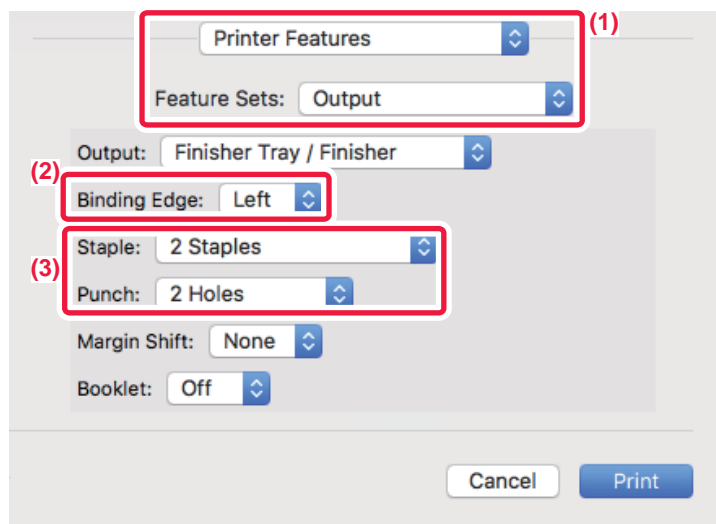 Printer Features
(1)
Feature Sets: Output
Output: Finisher Tray / Finisher
(2)
Binding Edge: Left
Staple: 2 Staples
(3)
Punch: 2 Holes
Margin Shift: None
Booklet: Off
Cancel Print